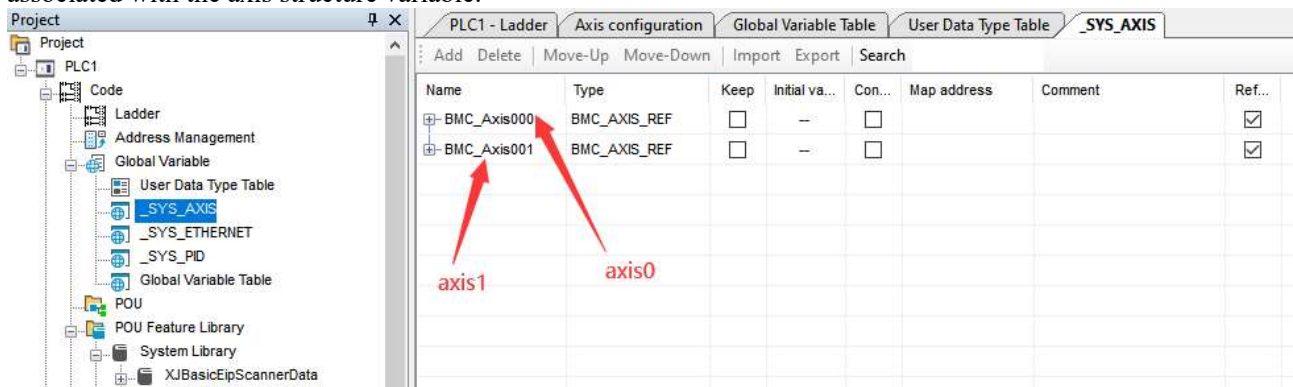 associated with the axis structure variable.
Project
PLC1 - Ladder Axis configuration Global Variable Table User Data Type Table _SYS_AXIS
Project
Add Delete Move-Up Move-Down Import Export Search
PLC1
Code
Name Type Keep Initial va... Con... Map address Comment Ref...
Ladder
BMC_Axis000 BMC_AXIS_REF --
Address Management
BMC_Axis001 BMC_AXIS_REF --
Global Variable
User Data Type Table
_SYS_AXIS
_SYS_ETHERNET
_SYS_PID
axis1 axis0
Global Variable Table
POU
POU Feature Library
System Library
XJBasicEipScannerData